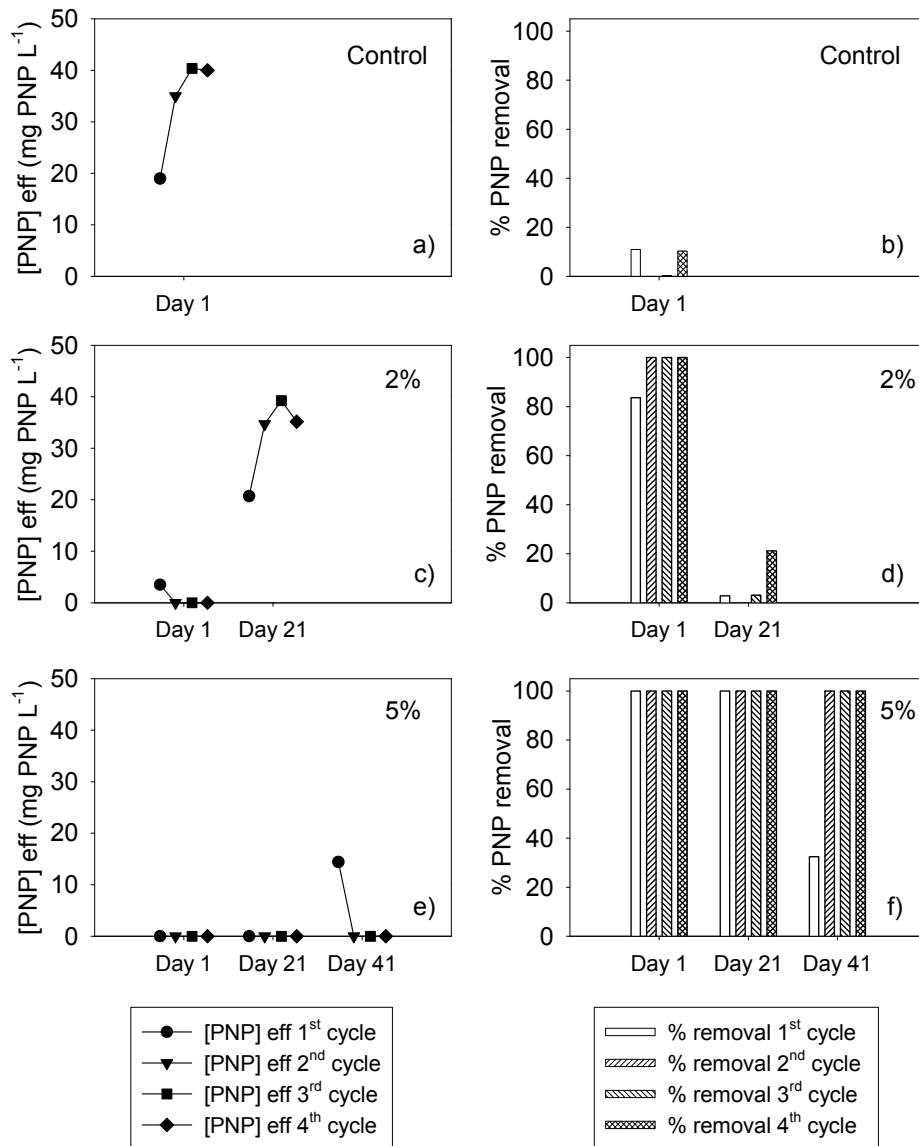 50
40
30
20
10
0
[PNP] eff (mg PNP L⁻¹)
Control
a)
Day 1
100
80
60
40
20
0
% PNP removal
Control
b)
Day 1
50
40
30
20
10
0
[PNP] eff (mg PNP L⁻¹)
2%
c)
Day 1 Day 21
100
80
60
40
20
0
% PNP removal
2%
d)
Day 1 Day 21
50
40
30
20
10
0
[PNP] eff (mg PNP L⁻¹)
5%
e)
Day 1 Day 21 Day 41
100
80
60
40
20
0
% PNP removal
5%
f)
Day 1 Day 21 Day 41
[PNP] eff 1ˢᵗ cycle
[PNP] eff 2ⁿᵈ cycle
[PNP] eff 3ʳᵈ cycle
[PNP] eff 4ᵗʰ cycle
% removal 1ˢᵗ cycle
% removal 2ⁿᵈ cycle
% removal 3ʳᵈ cycle
% removal 4ᵗʰ cycle